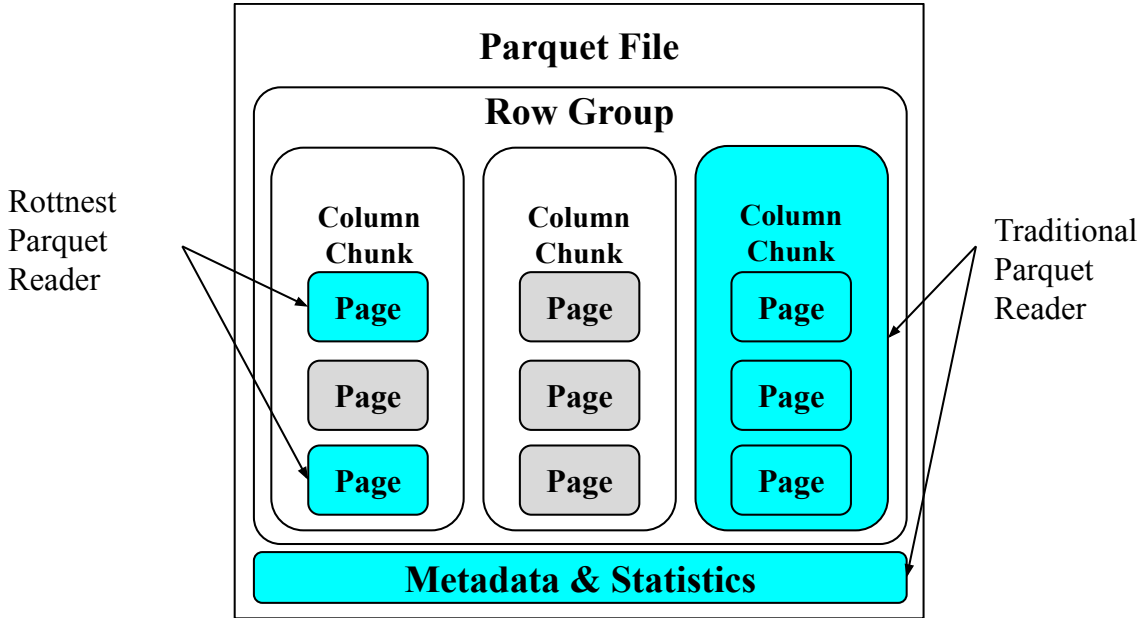 Parquet File
Row Group
Rottnest
Parquet
Reader
Column
Chunk
Page
Page
Page
Column
Chunk
Page
Page
Page
Column
Chunk
Page
Page
Page
Traditional
Parquet
Reader
Metadata & Statistics